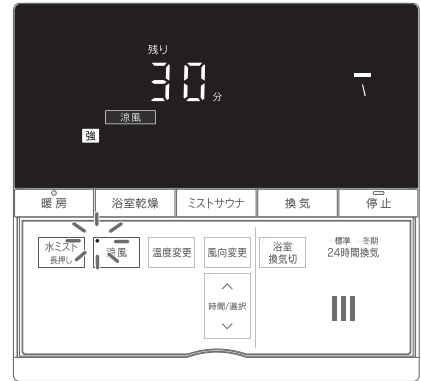 残り
30分
涼風
強
暖房 浴室乾燥 ミストサウナ 換気 停止
水ミスト 涼風 温度変更 風向変更 浴室 標準 冬期
長押し 換気切 24時間換気
時間/選択